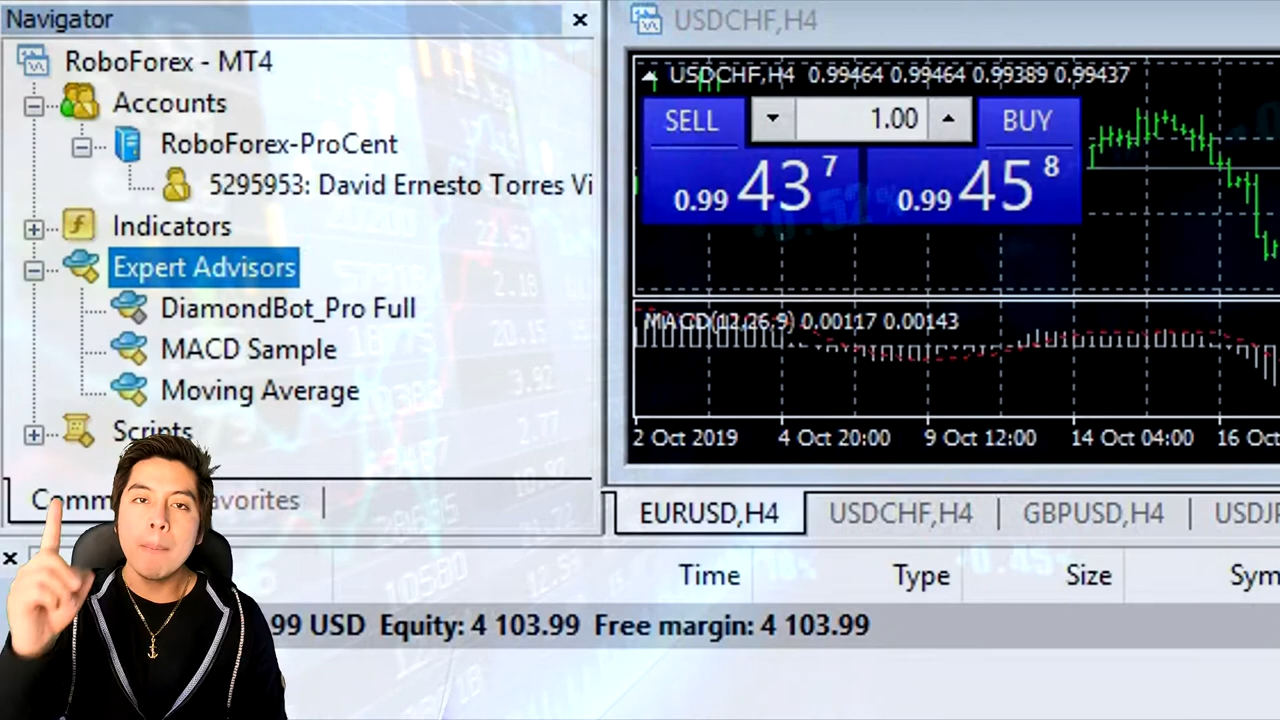 Navigator
RoboForex - MT4
Accounts
RoboForex-ProCent
5295953: David Ernesto Torres Vi
Indicators
Expert Advisors
DiamondBot_Pro Full
MACD Sample
Moving Average
Scripts
USDCHF,H4
USDCHF,H4 0.99464 0.99464 0.99389 0.99437
SELL 1.00 BUY
0.99 43 7 0.99 45 8
MACD(12,26,9) 0.00117 0.00143
2 Oct 2019 4 Oct 20:00 9 Oct 12:00 14 Oct 04:00 16 Oct
EURUSD,H4 USDCHF,H4 GBPUSD,H4
Time Type Size
.99 USD Equity: 4 103.99 Free margin: 4 103.99